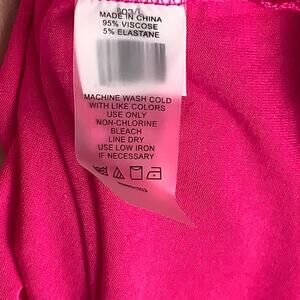 MADE IN CHINA
95% VISCOSE
5% ELASTANE
MACHINE WASH COLD
WITH LIKE COLORS
USE ONLY
NON-CHLORINE
BLEACH
LINE DRY
USE LOW IRON
IF NECESSARY